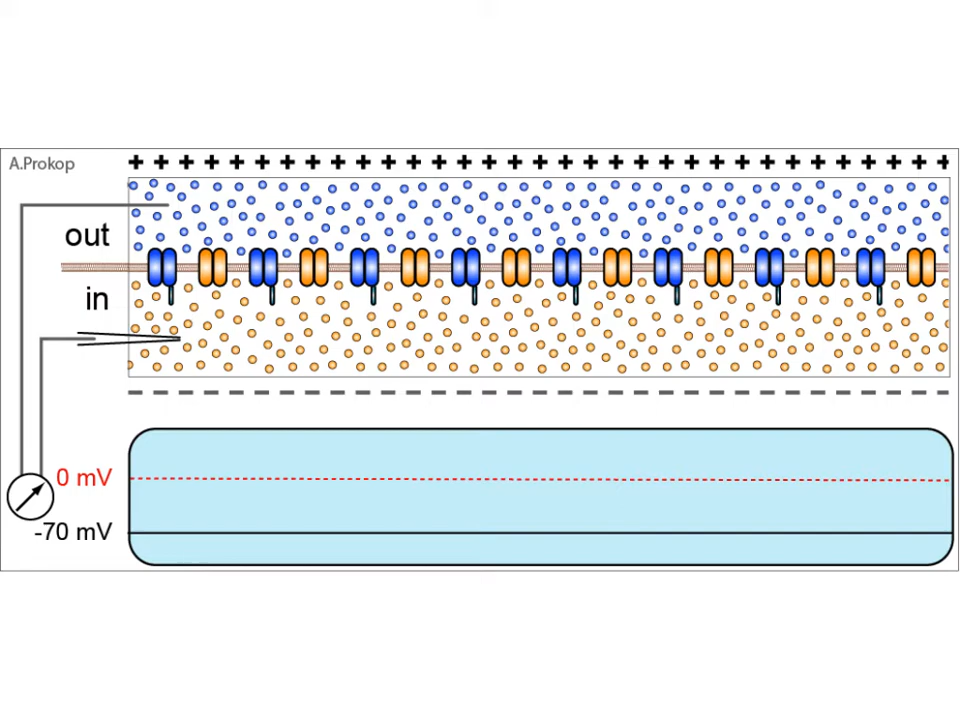 A.Prokop
+ + + + + + + + + + + + + + + + + + + + + + + + + + + + + + + + +
out
in
0 mV
-70 mV